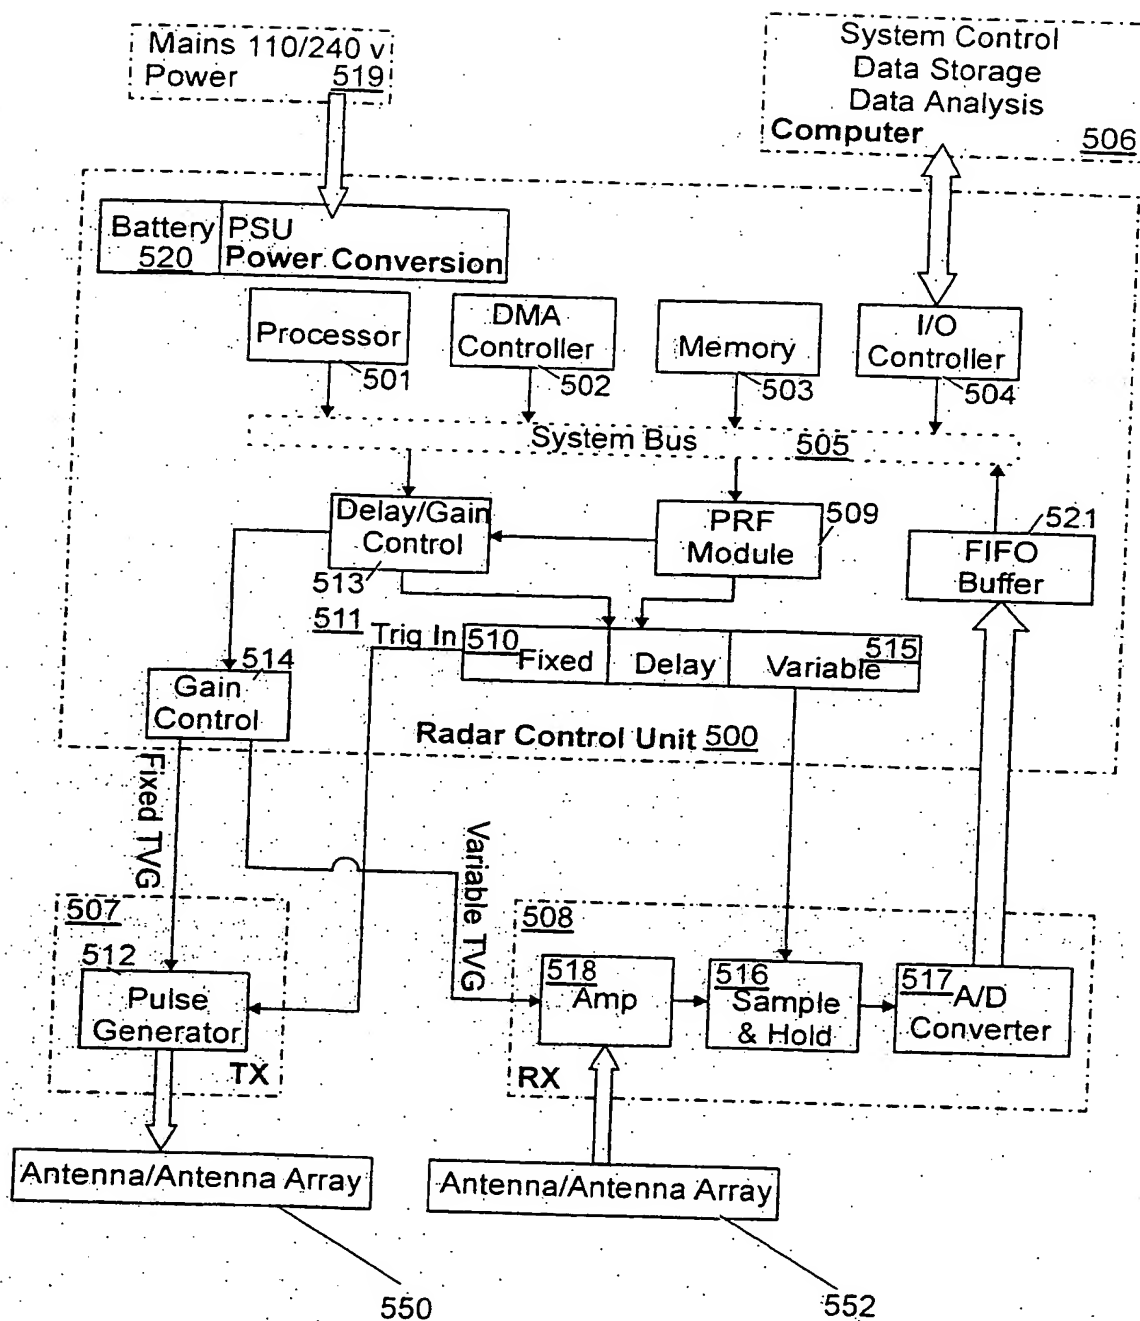 Mains 110/240 v
Power 519
System Control
Data Storage
Data Analysis
Computer 506
Battery
520
PSU
Power Conversion
Processor
501
DMA
Controller
502
Memory
503
I/O
Controller
504
System Bus 505
Delay/Gain
Control
513
PRF
Module
509
521
FIFO
Buffer
511 Trig In
510
Fixed
Delay
515
Variable
514
Gain
Control
Radar Control Unit 500
Fixed TVG
Variable TVG
507
512
Pulse
Generator
TX
508
518
Amp
516
Sample
& Hold
517 A/D
Converter
RX
Antenna/Antenna Array
Antenna/Antenna Array
550
552